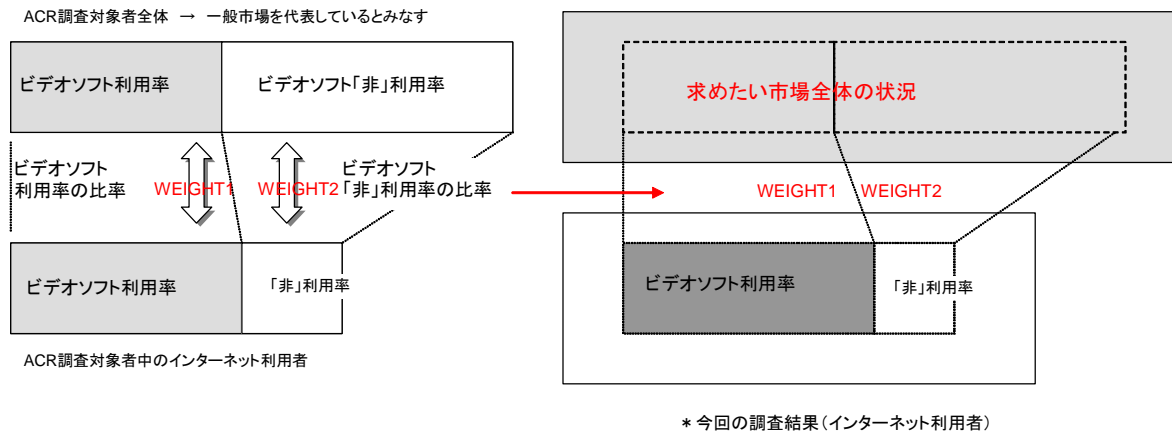 ACR調査対象者全体 → 一般市場を代表しているとみなす
ビデオソフト利用率
ビデオソフト「非」利用率
ビデオソフト
利用率の比率
WEIGHT1
WEIGHT2
ビデオソフト
「非」利用率の比率
ビデオソフト利用率
「非」利用率
ACR調査対象者中のインターネット利用者
求めたい市場全体の状況
WEIGHT1
WEIGHT2
ビデオソフト利用率
「非」利用率
*今回の調査結果(インターネット利用者)